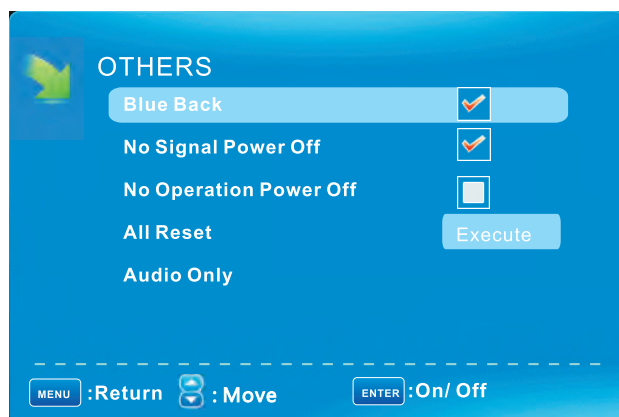 OTHERS
Blue Back
No Signal Power Off
No Operation Power Off
All Reset Execute
Audio Only
MENU :Return : Move ENTER :On/ Off